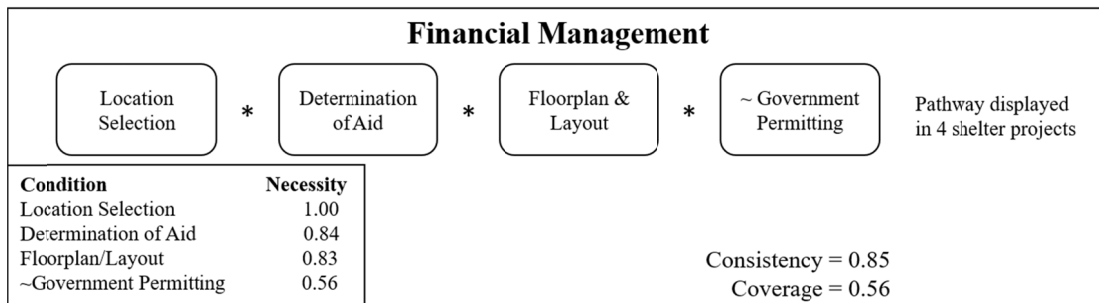 Financial Management
Location
Selection
*
Determination
of Aid
*
Floorplan &
Layout
*
~ Government
Permitting
Pathway displayed
in 4 shelter projects
Condition Necessity
Location Selection 1.00
Determination of Aid 0.84
Floorplan/Layout 0.83
~Government Permitting 0.56
Consistency = 0.85
Coverage = 0.56